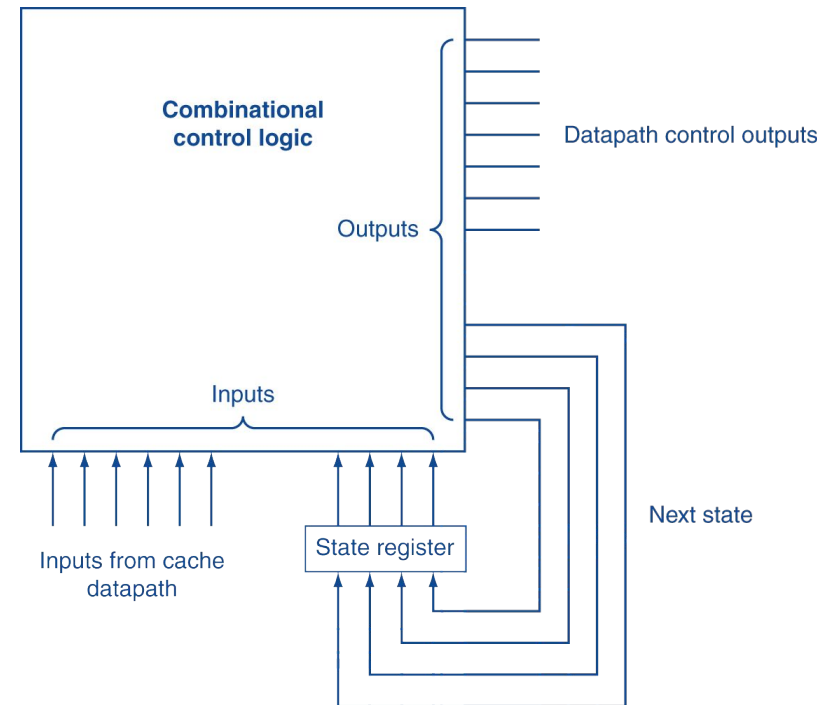 Combinational
control logic
Datapath control outputs
Outputs
Inputs
Next state
State register
Inputs from cache
datapath